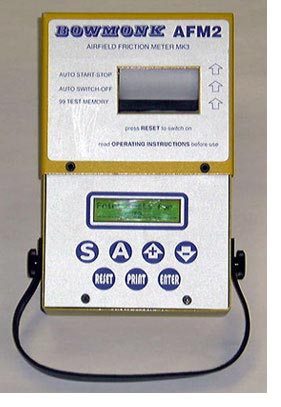 BOWMONK AFM2
AIRFIELD FRICTION METER MK3
AUTO START-STOP
AUTO SWITCH-OFF
99 TEST MEMORY
press RESET to switch on
read OPERATING INSTRUCTIONS before use
S A
RESET PRINT ENTER